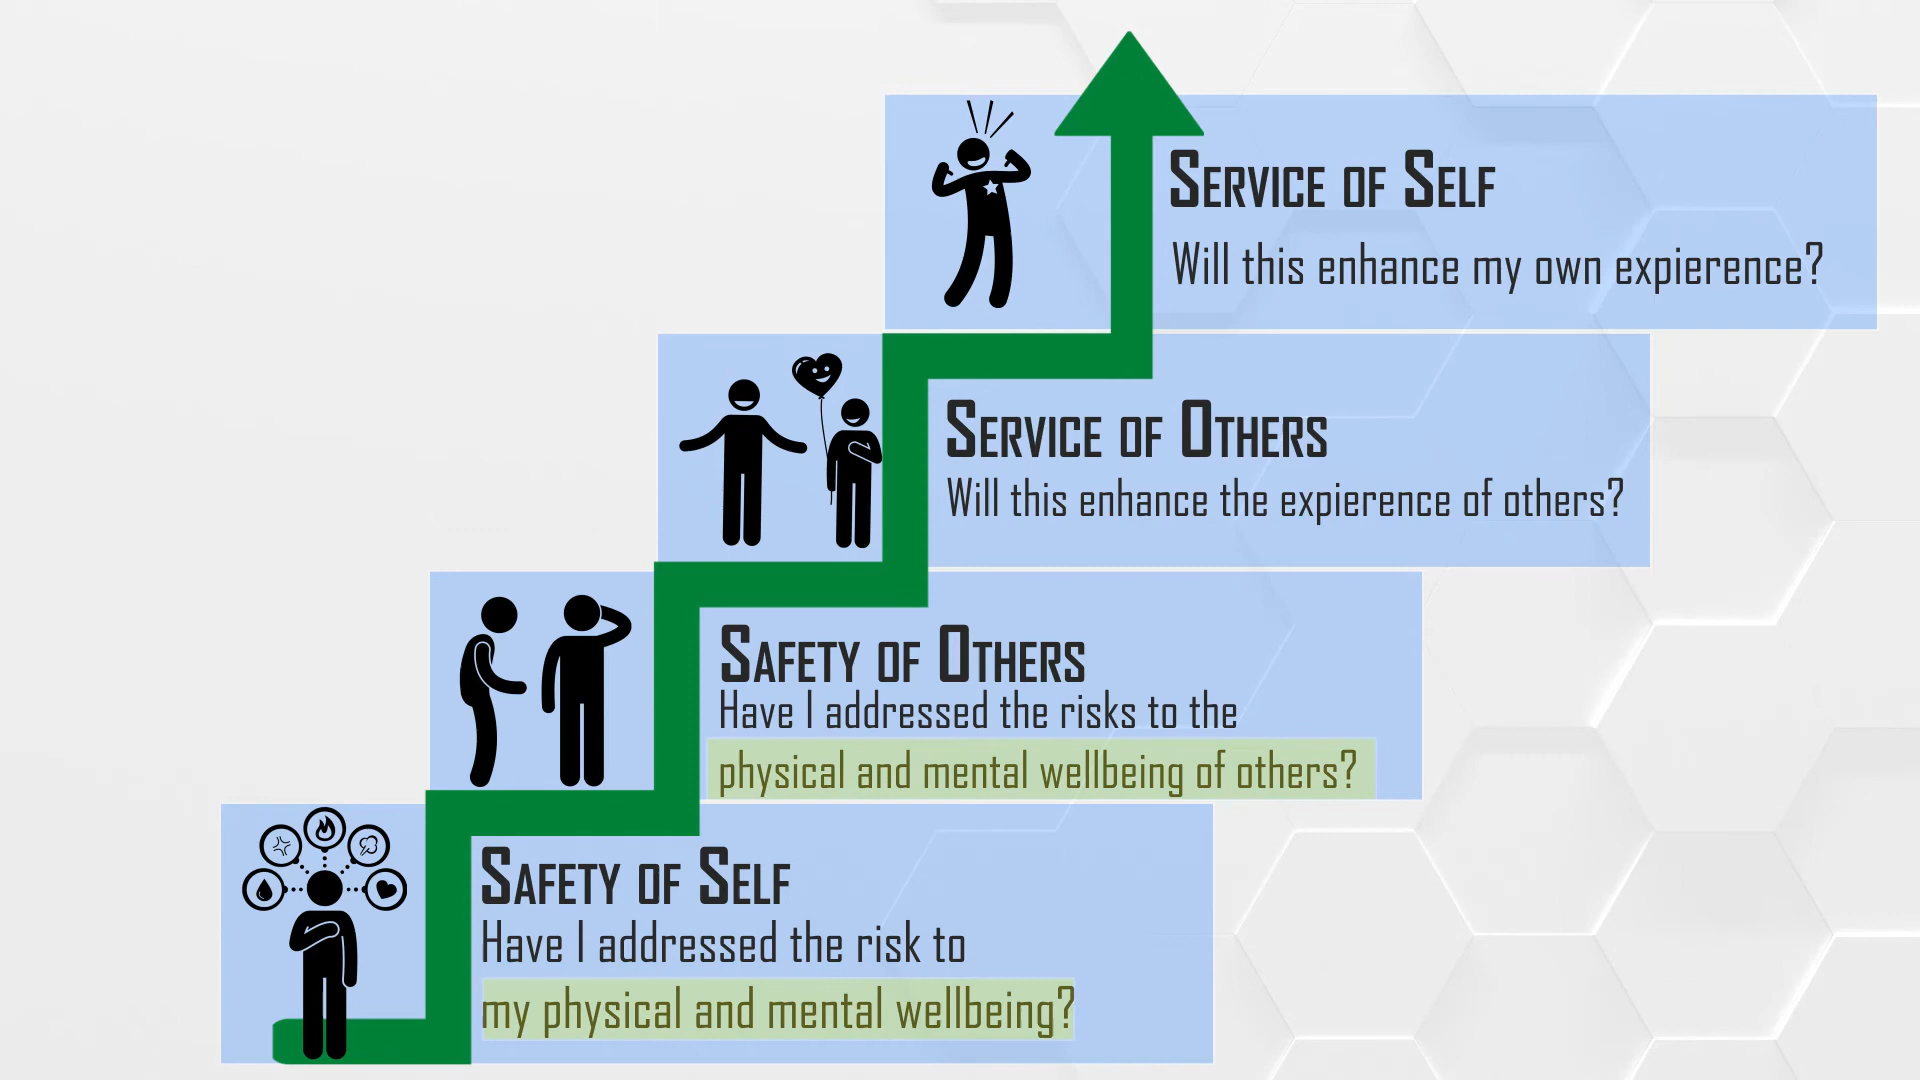 Service of Self
Will this enhance my own expierence?
Service of Others
Will this enhance the expierence of others?
Safety of Others
Have I addressed the risks to the
physical and mental wellbeing of others?
Safety of Self
Have I addressed the risk to
my physical and mental wellbeing?